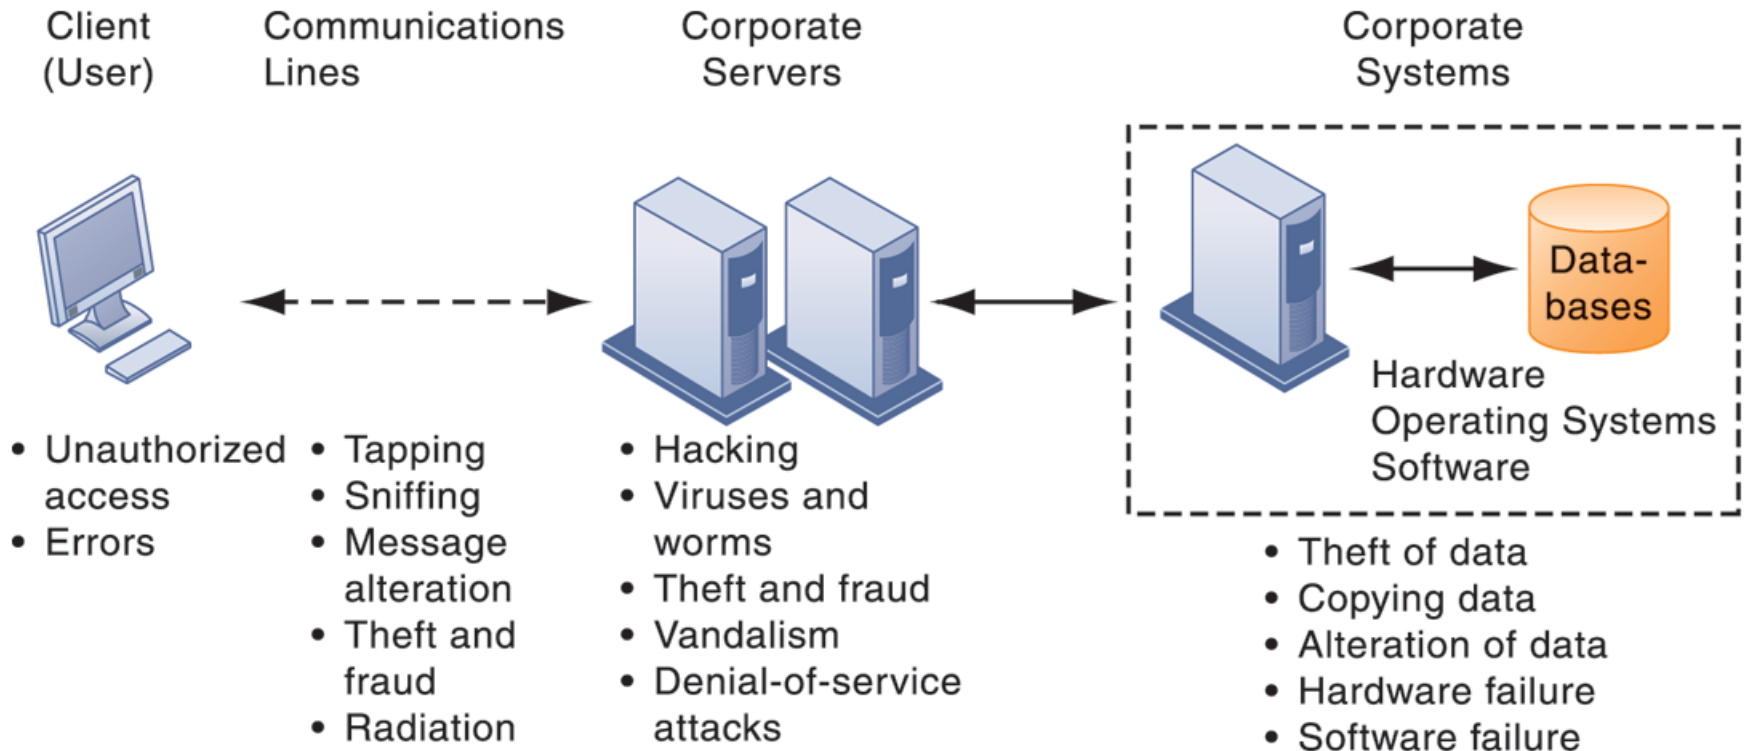 Client
(User)
Communications
Lines
Corporate
Servers
Corporate
Systems
Data-
bases
Hardware
Operating Systems
Software
• Unauthorized
access
• Errors
• Tapping
• Sniffing
• Message
alteration
• Theft and
fraud
• Radiation
• Hacking
• Viruses and
worms
• Theft and fraud
• Vandalism
• Denial-of-service
attacks
• Theft of data
• Copying data
• Alteration of data
• Hardware failure
• Software failure